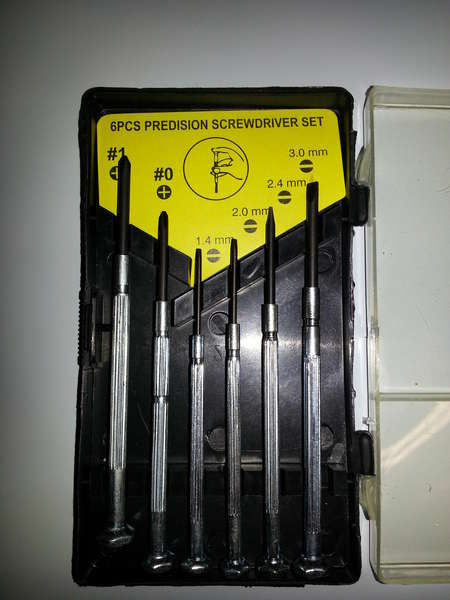 6PCS PREDISION SCREWDRIVER SET
#1
#0
3.0 mm
2.4 mm
2.0 mm
1.4 mm